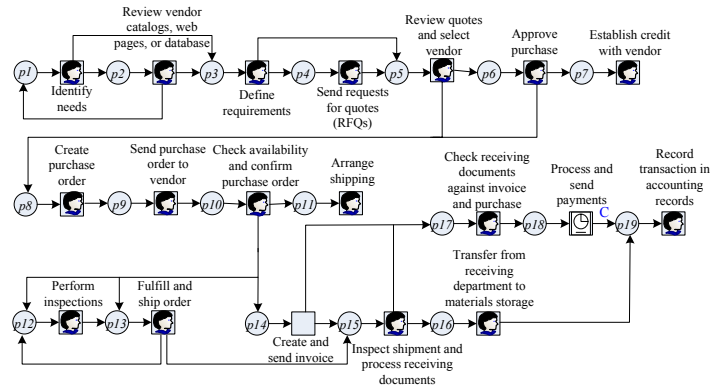 Review vendor
catalogs, web
pages, or database
Review quotes
and select
vendor
Approve
purchase
Establish credit
with vendor
p1
p2
p3
p4
p5
p6
p7
Identify
needs
Define
requirements
Send requests
for quotes
(RFQs)
Create
purchase
order
Send purchase
order to
vendor
Check availability
and confirm
purchase order
Arrange
shipping
p8
p9
p10
p11
Check receiving
documents
against invoice
and purchase
Process and
send
payments
Record
transaction in
accounting
records
p17
p18
C
p19
Perform
inspections
Fulfill and
ship order
Transfer from
receiving
department to
materials storage
p12
p13
p14
p15
p16
Create and
send invoice
Inspect shipment and
process receiving
documents